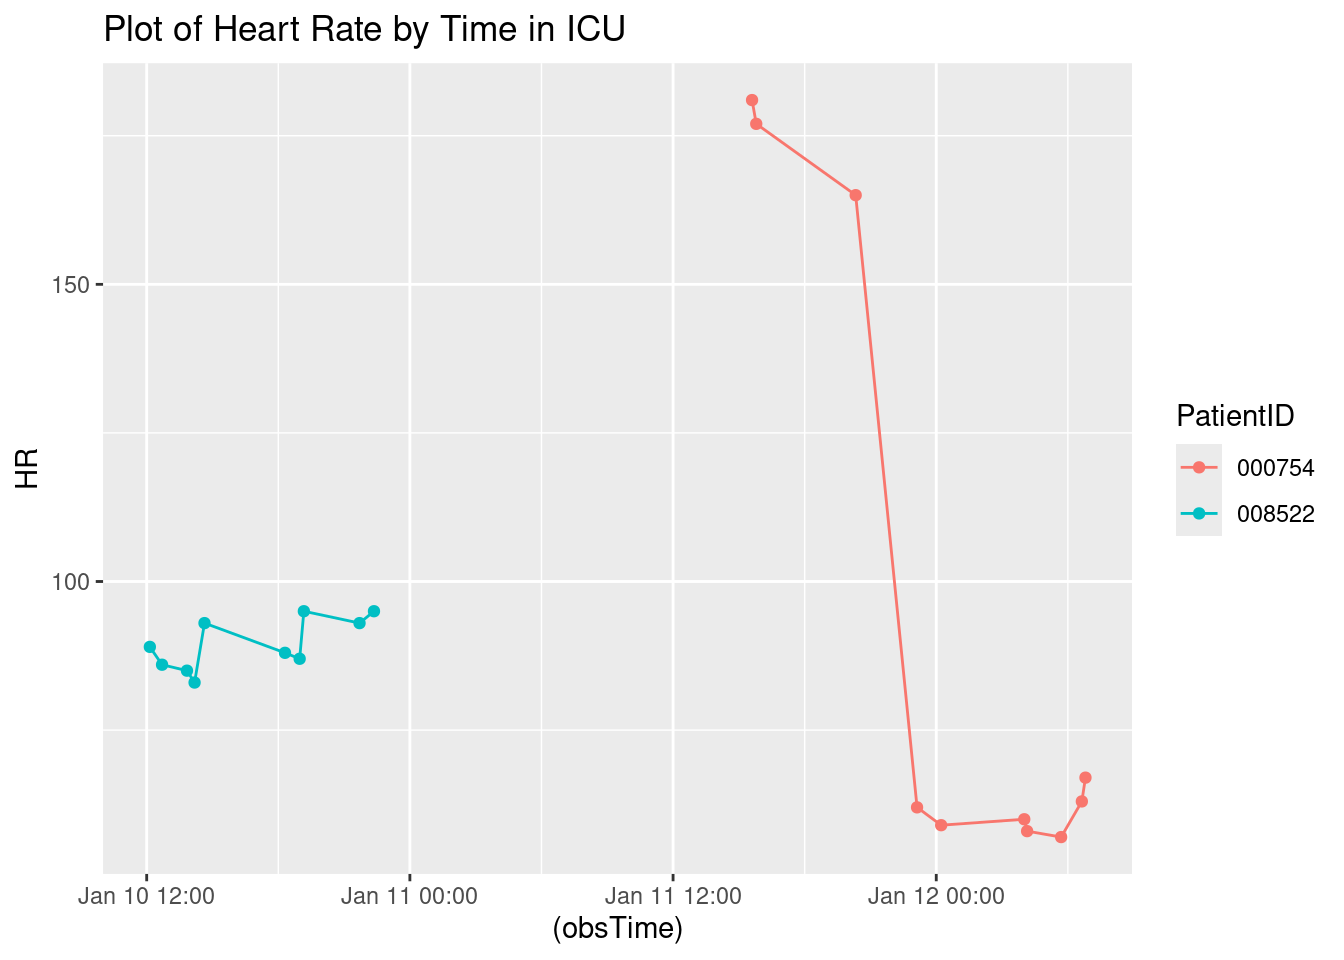 Plot of Heart Rate by Time in ICU
150
100
HR
Jan 10 12:00
Jan 11 00:00
Jan 11 12:00
Jan 12 00:00
(obsTime)
PatientID
000754
008522